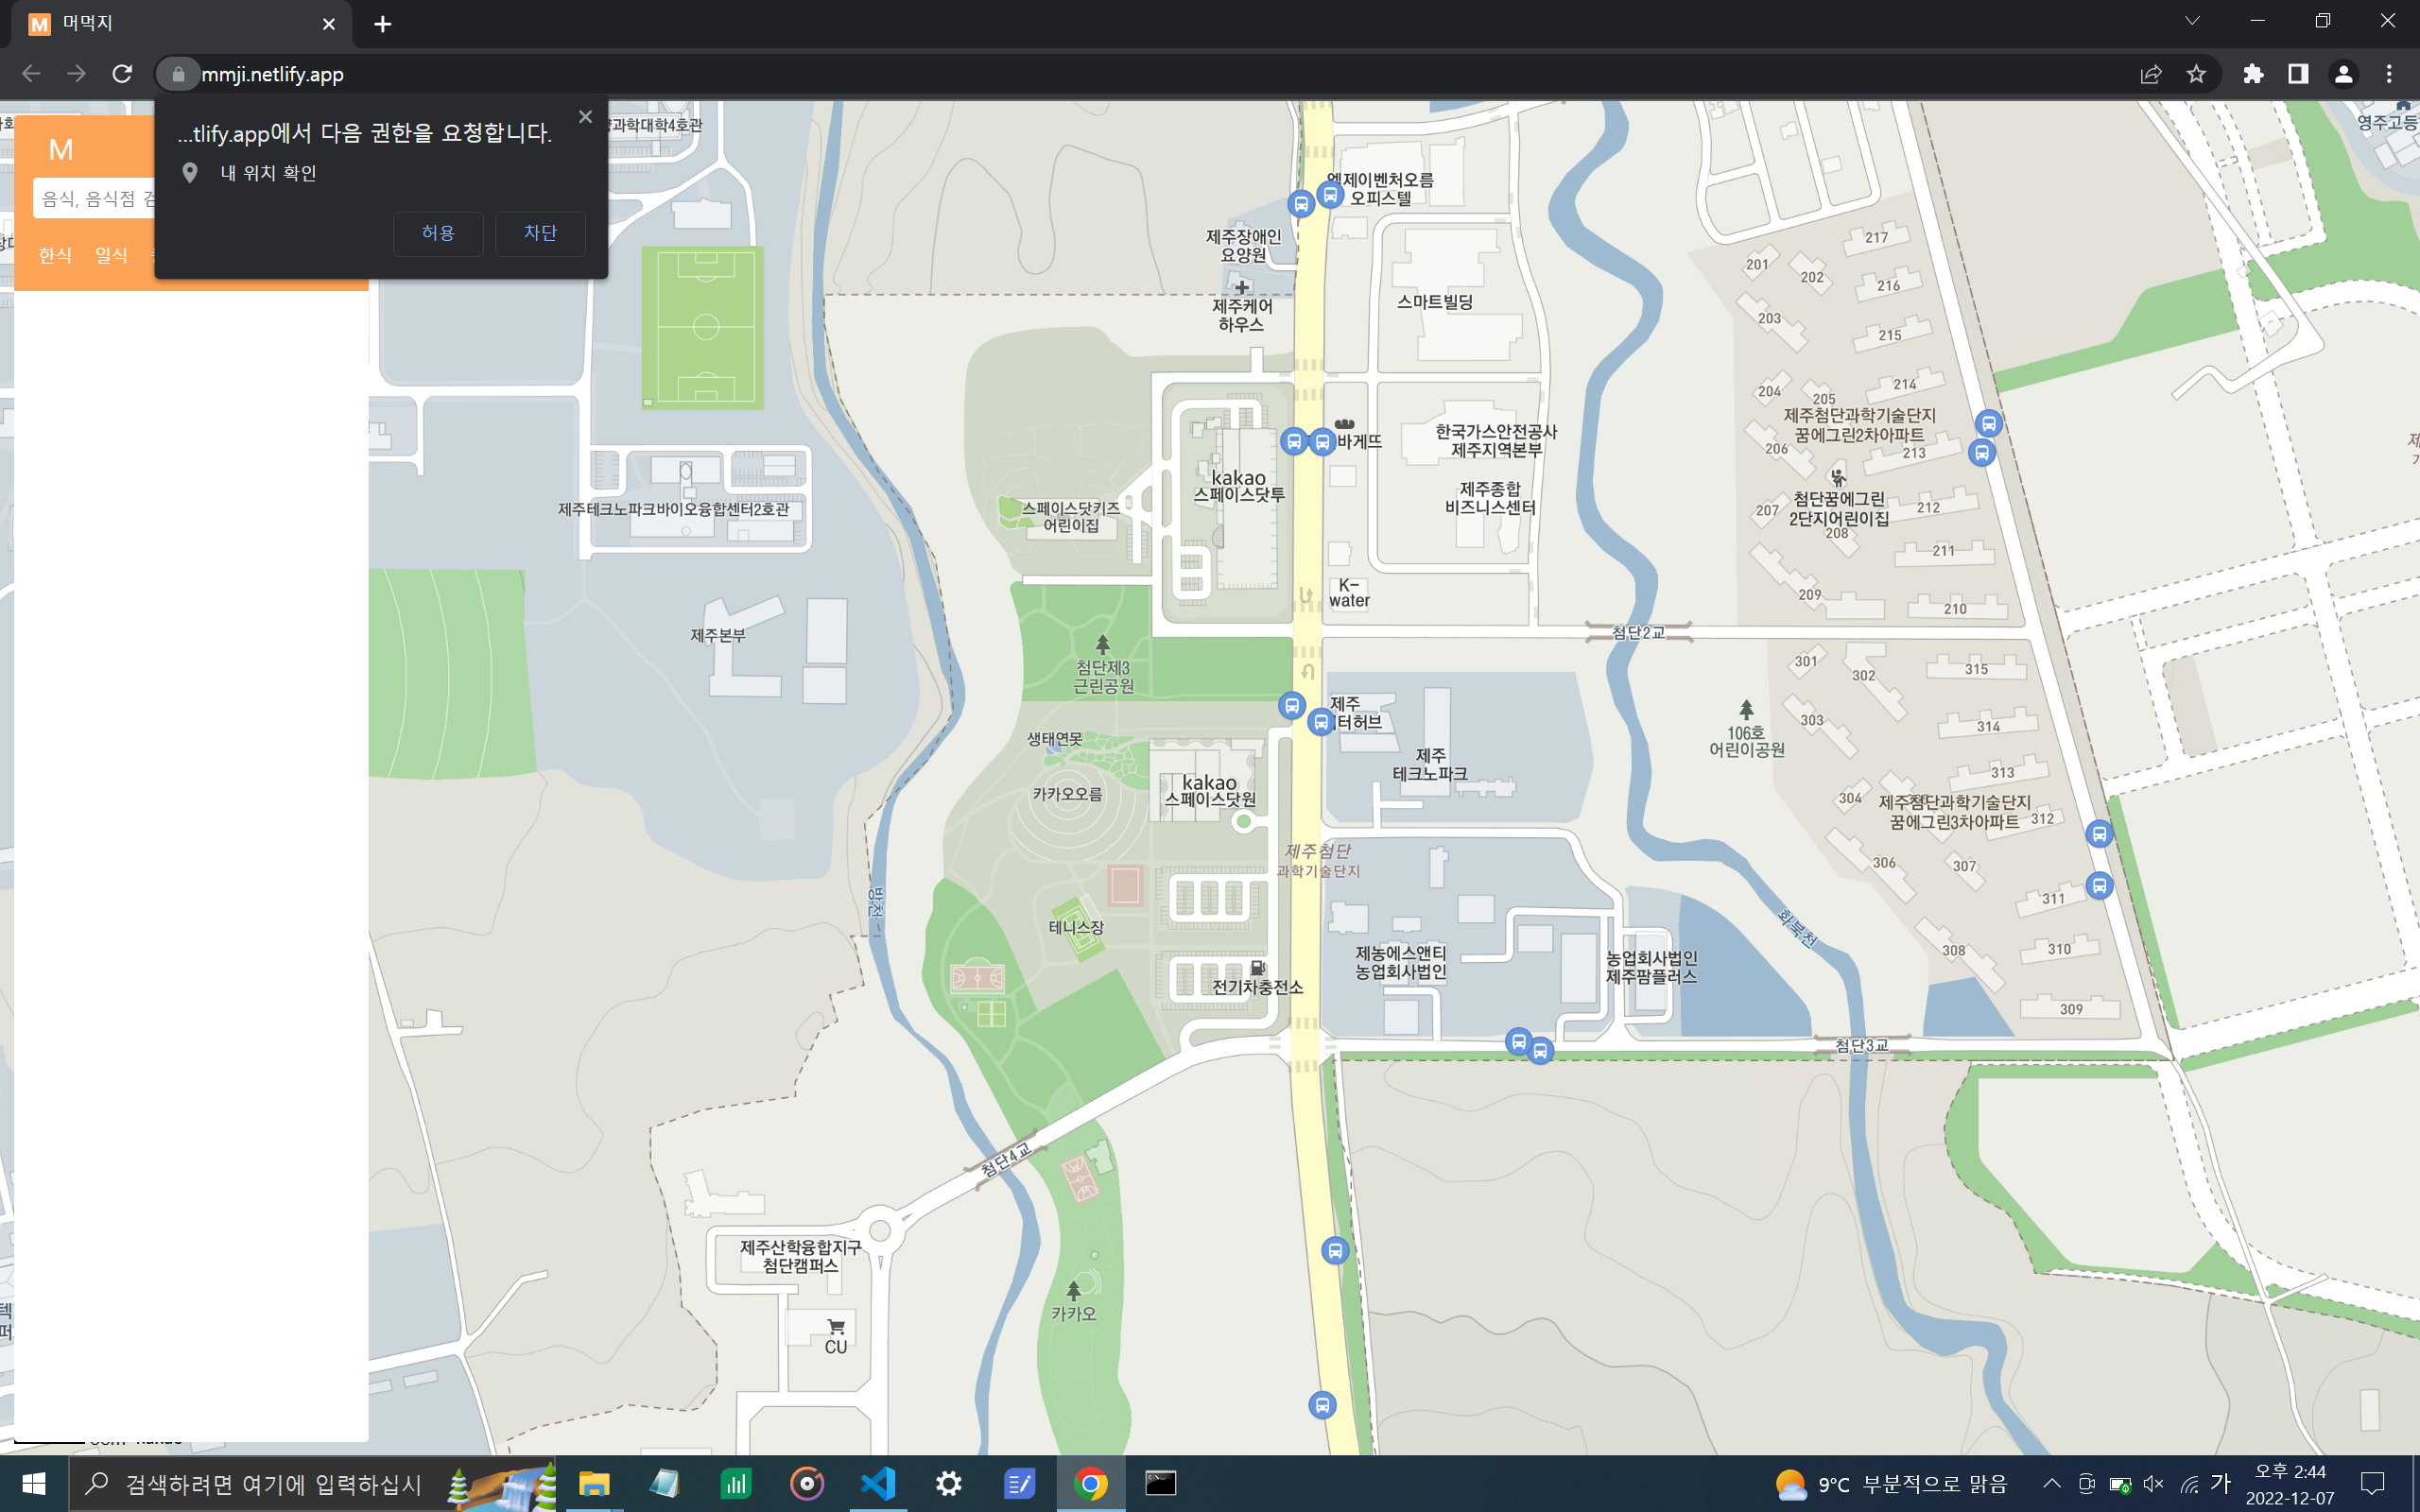 머먹지
mmji.netlify.app
...tlify.app에서 다음 권한을 요청합니다.
내 위치 확인
허용
차단
M
음식, 음식점 검
한식
일식
과학대학4호관
엘제이벤처오름
오피스텔
제주장애인
요양원
제주케어
하우스
스마트빌딩
영주고등
217
201
202
216
203
215
204
205
214
제주첨단과학기술단지
꿈에그린2차아파트
213
206
첨단꿈에그린
2단지어린이집
207
212
208
211
209
210
바게뜨
한국가스안전공사
제주지역본부
kakao
스페이스닷투
제주종합
비즈니스센터
스페이스닷키즈
어린이집
제주테크노파크바이오융합센터2호관
K-
water
첨단2교
제주본부
첨단제3
근린공원
301
302
315
303
314
제주
터허브
106호
어린이공원
생태연못
제주
테크노파크
kakao
스페이스닷원
카카오오름
313
304
제주첨단과학기술단지
꿈에그린3차아파트
312
제주첨단
과학기술단지
306
307
311
방천
테니스장
화북천
308
310
제농에스앤티
농업회사법인
농업회사법인
제주팜플러스
전기차충전소
309
첨단3교
첨단4교
제주산학융합지구
첨단캠퍼스
카카오
CU
검색하려면 여기에 입력하십시
9°C 부분적으로 맑음
가
오후 2:44
2022-12-07